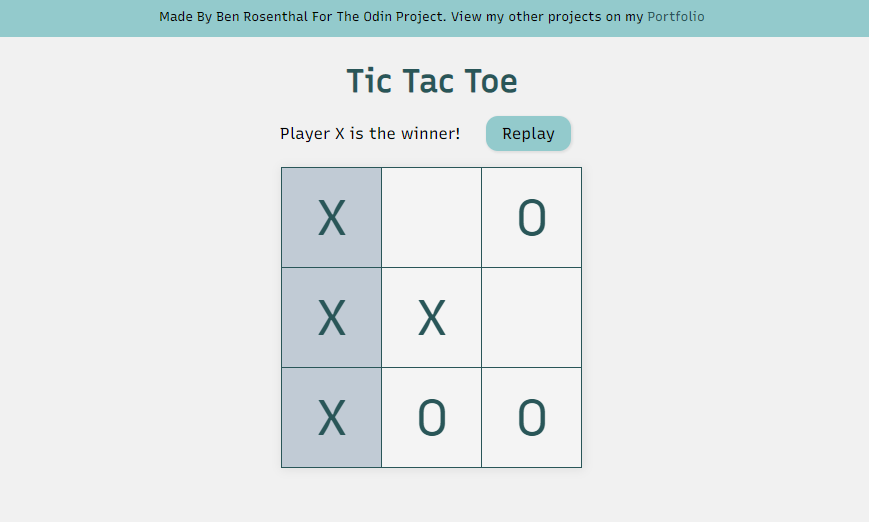 Made By Ben Rosenthal For The Odin Project. View my other projects on my Portfolio
Tic Tac Toe
Player X is the winner! Replay
X O
X X
X O O